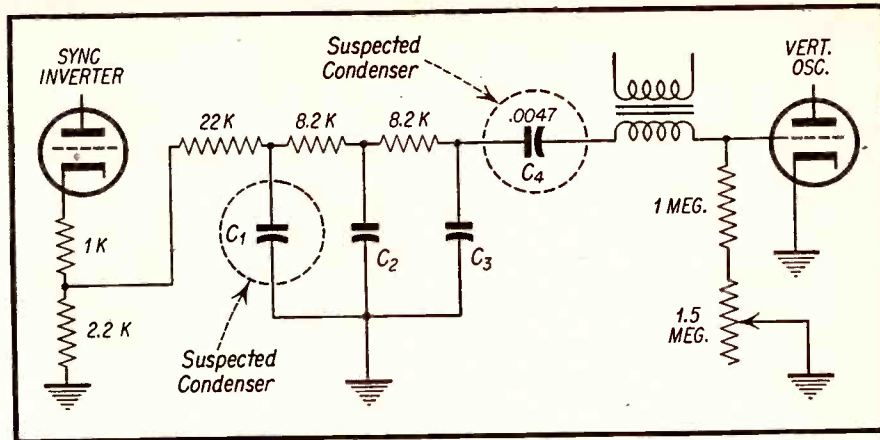 SYNC
INVERTER
Suspected
Condenser
VERT.
OSC.
22 K
8.2 K
8.2 K
.0047
C4
1 K
C1
C2
C3
1 MEG.
2.2 K
1.5
MEG.
Suspected
Condenser